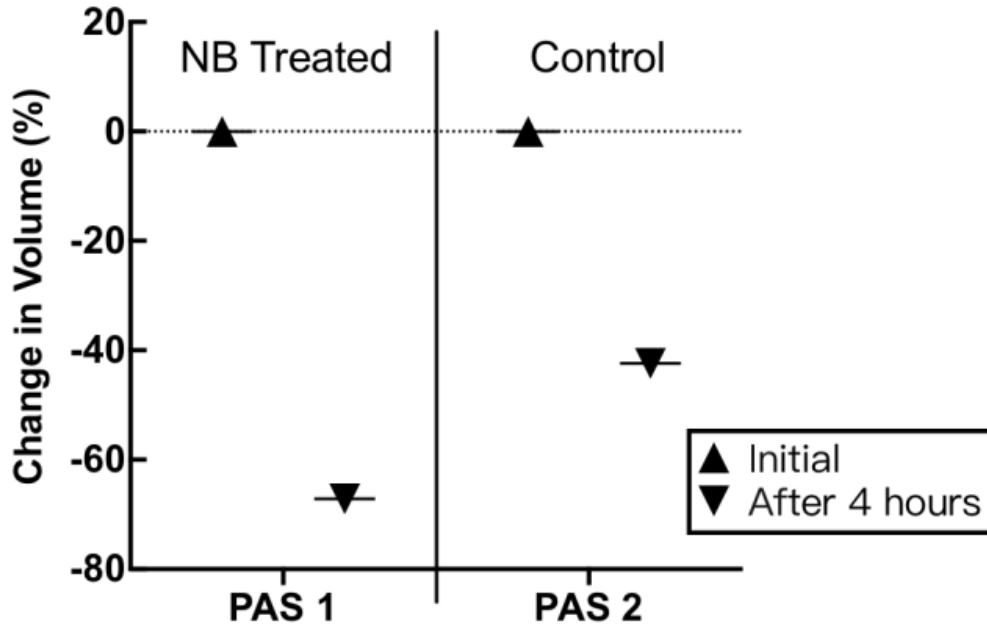 20
NB Treated
Control
0
-20
-40
-60
-80
Change in Volume (%)
Initial
After 4 hours
PAS 1
PAS 2